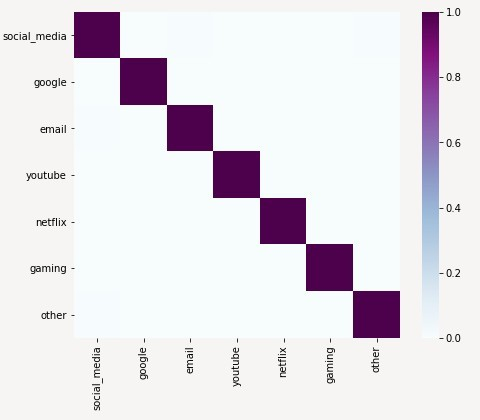 social_media
google
email
youtube
netflix
gaming
other
social_media
google
email
youtube
netflix
gaming
other
1.0
0.8
0.6
0.4
0.2
0.0